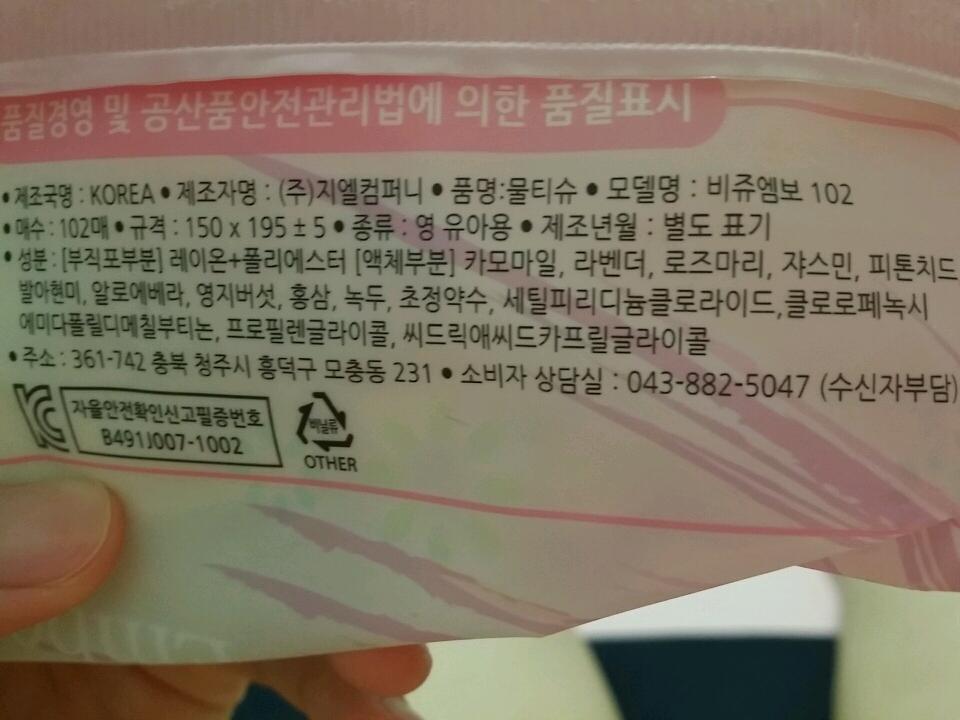 품질경영 및 공산품안전관리법에 의한 품질표시
• 제조국명 : KOREA • 제조자명 : (주)지엘컴퍼니 • 품명:물티슈 • 모델명 : 비쥬엠보 102
• 매수 : 102매 • 규격 : 150 x 195 ± 5 • 종류 : 영 유아용 • 제조년월 : 별도 표기
• 성분 : [부직포부분] 레이온+폴리에스터 [액체부분] 카모마일, 라벤더, 로즈마리, 쟈스민, 피톤치드
발아현미, 알로에베라, 영지버섯, 홍삼, 녹두, 초정약수, 세틸피리디늄클로라이드,클로로페녹시
에미다폴릴디메칠부티논, 프로필렌글라이콜, 씨드릭애씨드카프릴글라이콜
• 주소 : 361-742 충북 청주시 흥덕구 모충동 231 • 소비자 상담실 : 043-882-5047 (수신자부담)
자율안전확인신고필증번호
B491J007-1002
비닐류
OTHER